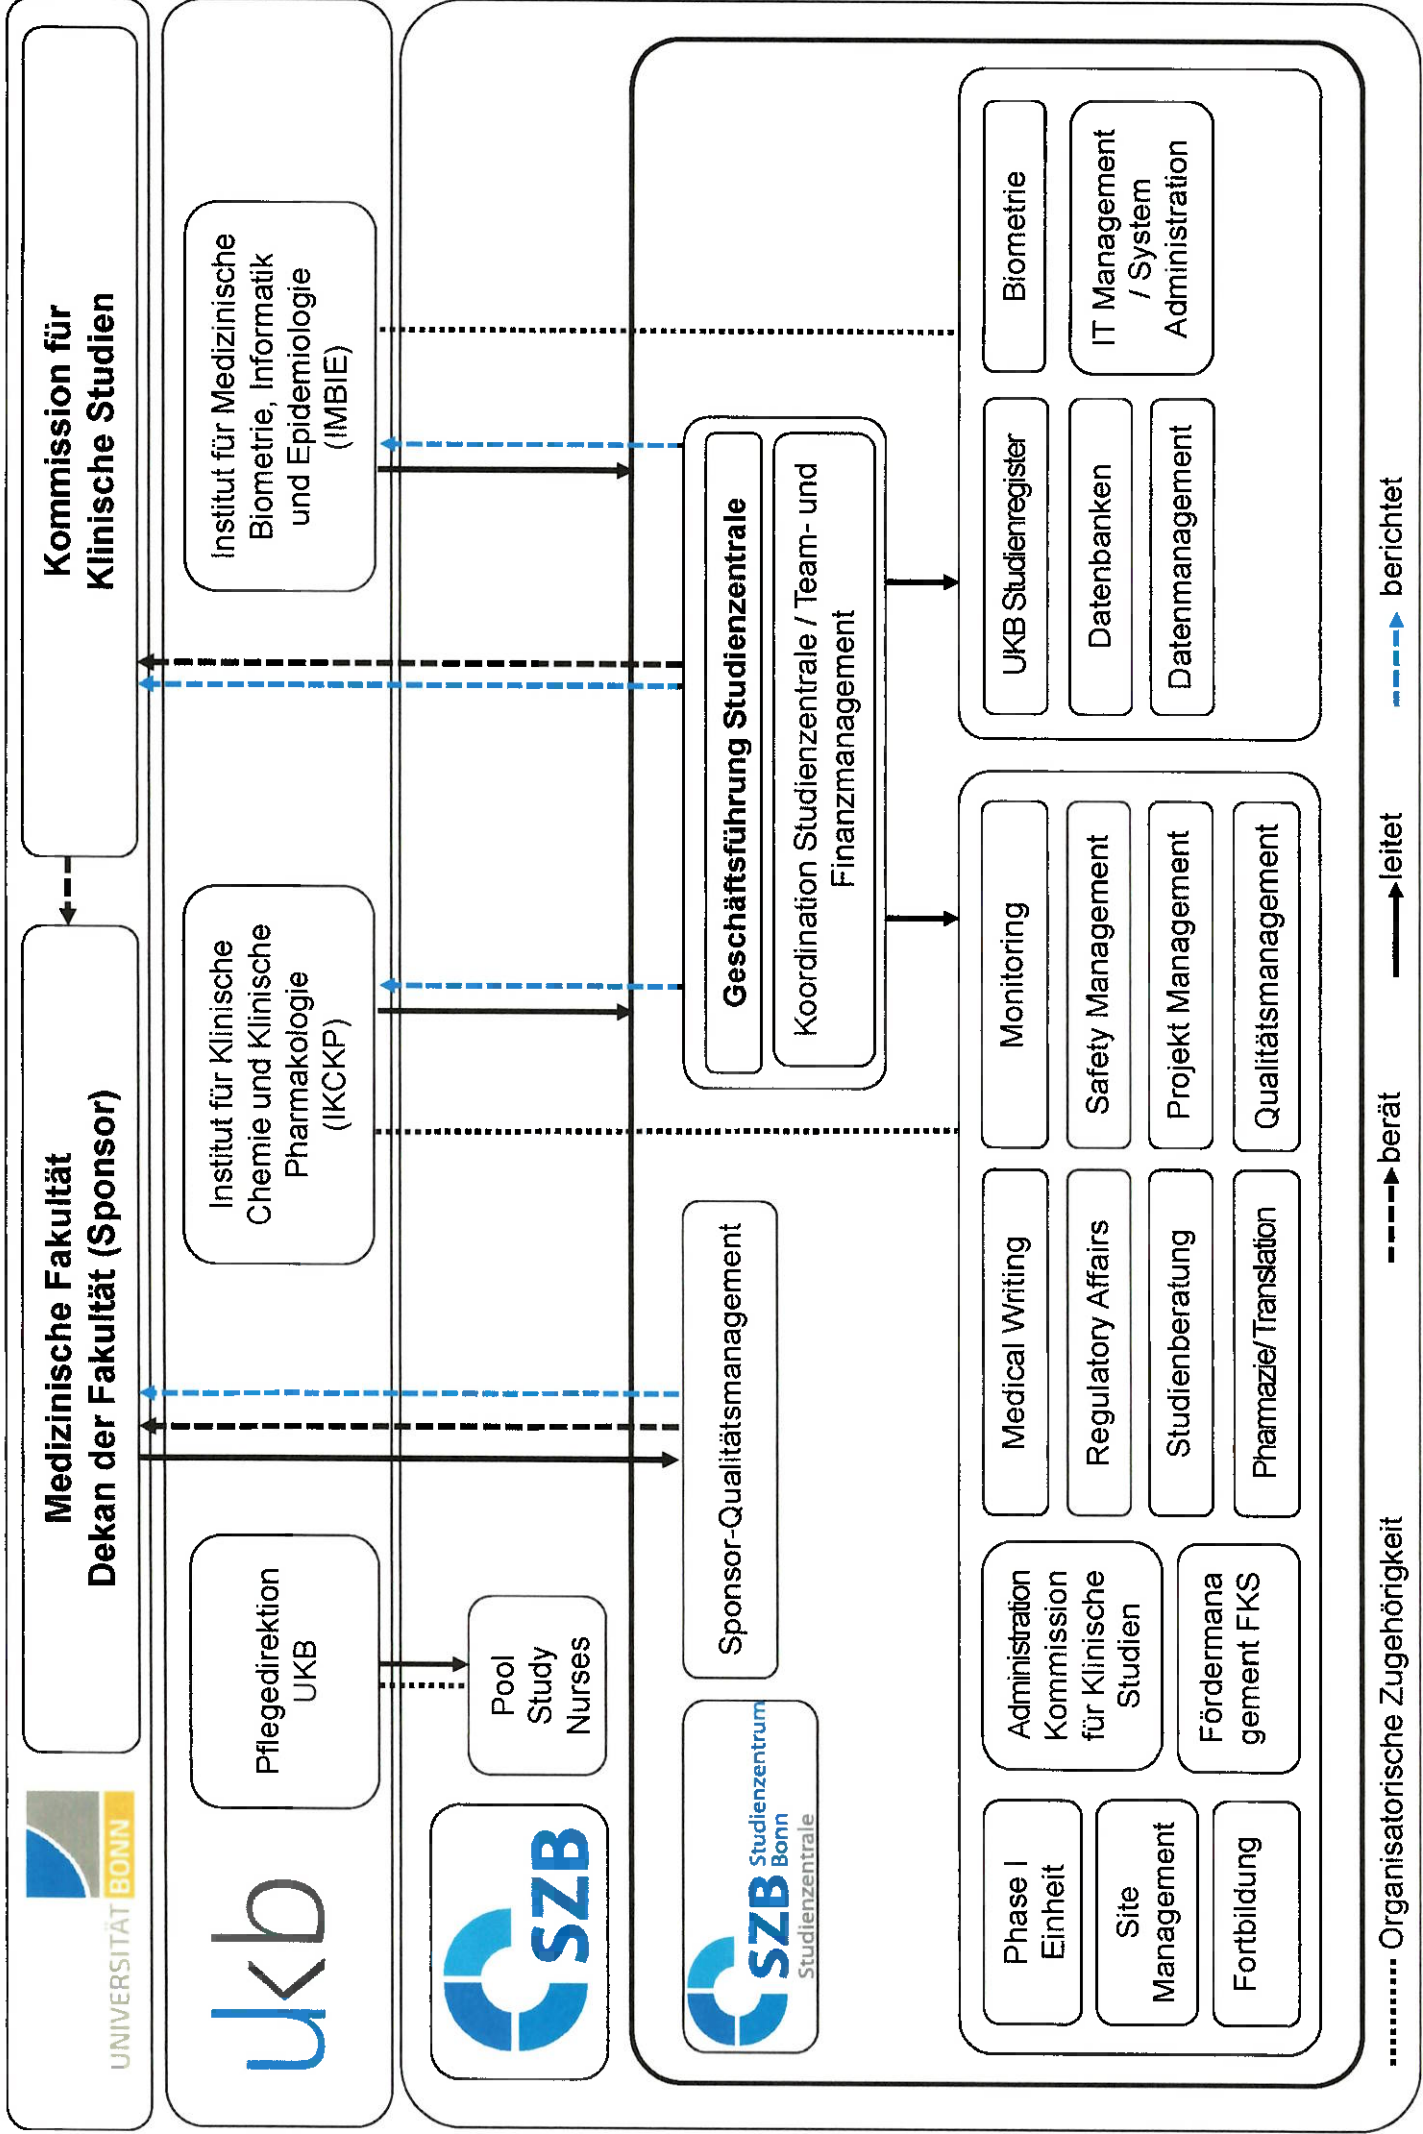 UNIVERSITÄT BONN
Medizinische Fakultät
Dekan der Fakultät (Sponsor)
Kommission für
Klinische Studien
ukb
Pflegedirektion
UKB
Institut für Klinische
Chemie und Klinische
Pharmakologie
(IKCKP)
Institut für Medizinische
Biometrie, Informatik
und Epidemiologie
(IMBIE)
SZB
Pool
Study
Nurses
SZB Studienzentrum
Bonn
Studienzentrale
Sponsor-Qualitätsmanagement
Geschäftsführung Studienzentrale
Koordination Studienzentrale / Team- und
Finanzmanagement
Phase I
Einheit
Site
Management
Fortbildung
Administration
Kommission
für Klinische
Studien
Fördermana
gement FKS
Medical Writing
Regulatory Affairs
Studienberatung
Pharmazie/Translation
Monitoring
Safety Management
Projekt Management
Qualitätsmanagement
UKB Studienregister
Datenbanken
Datenmanagement
Biometrie
IT Management
/ System
Administration
Organisatorische Zugehörigkeit
berät
leitet
berichtet